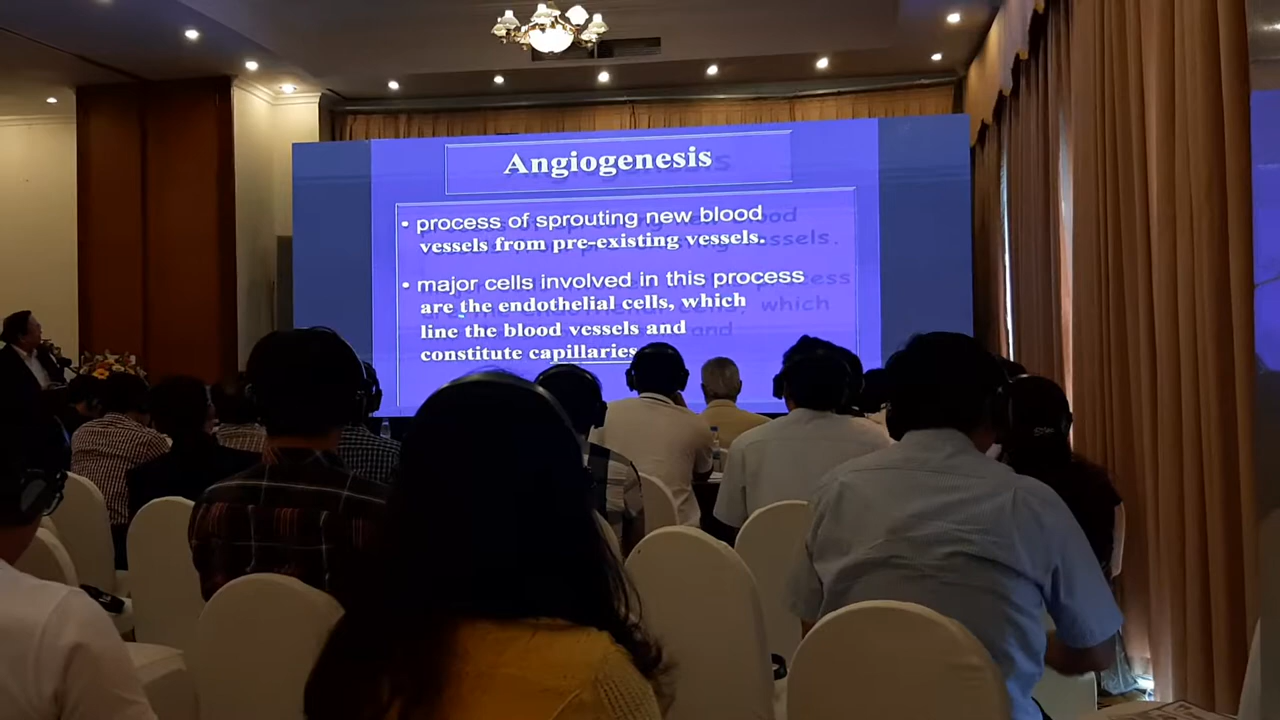 Angiogenesis
• process of sprouting new blood
vessels from pre-existing vessels.
• major cells involved in this process
are the endothelial cells, which
line the blood vessels and
constitute capillaries